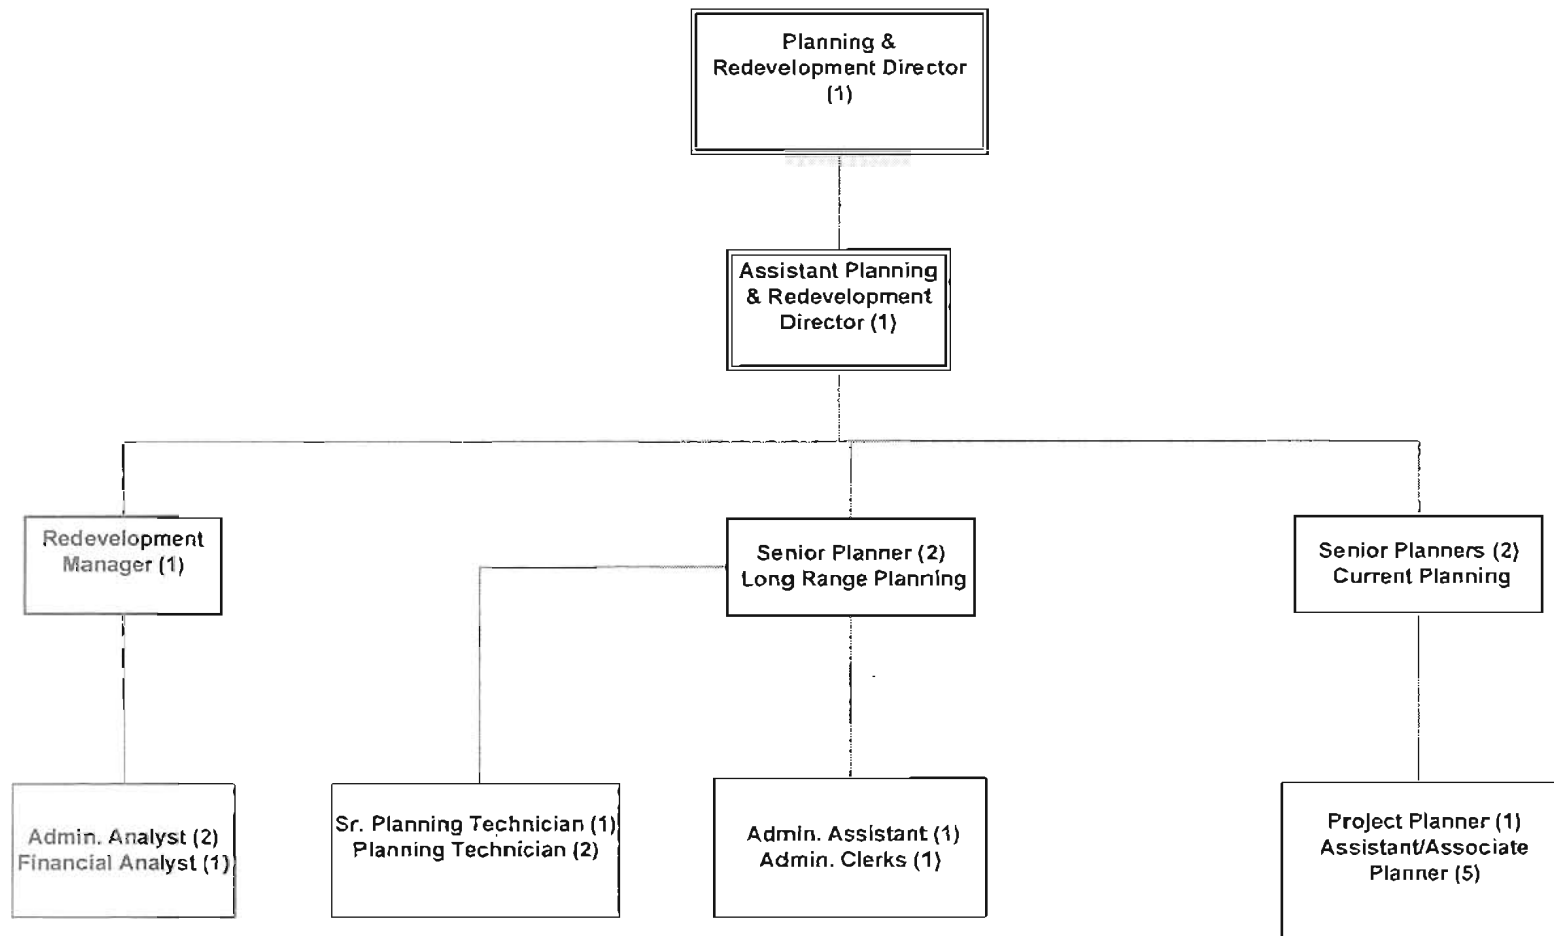 Planning &
Redevelopment Director
(1)
Assistant Planning
& Redevelopment
Director (1)
Redevelopment
Manager (1)
Senior Planner (2)
Long Range Planning
Senior Planners (2)
Current Planning
Admin. Analyst (2)
Financial Analyst (1)
Sr. Planning Technician (1)
Planning Technician (2)
Admin. Assistant (1)
Admin. Clerks (1)
Project Planner (1)
Assistant/Associate
Planner (5)